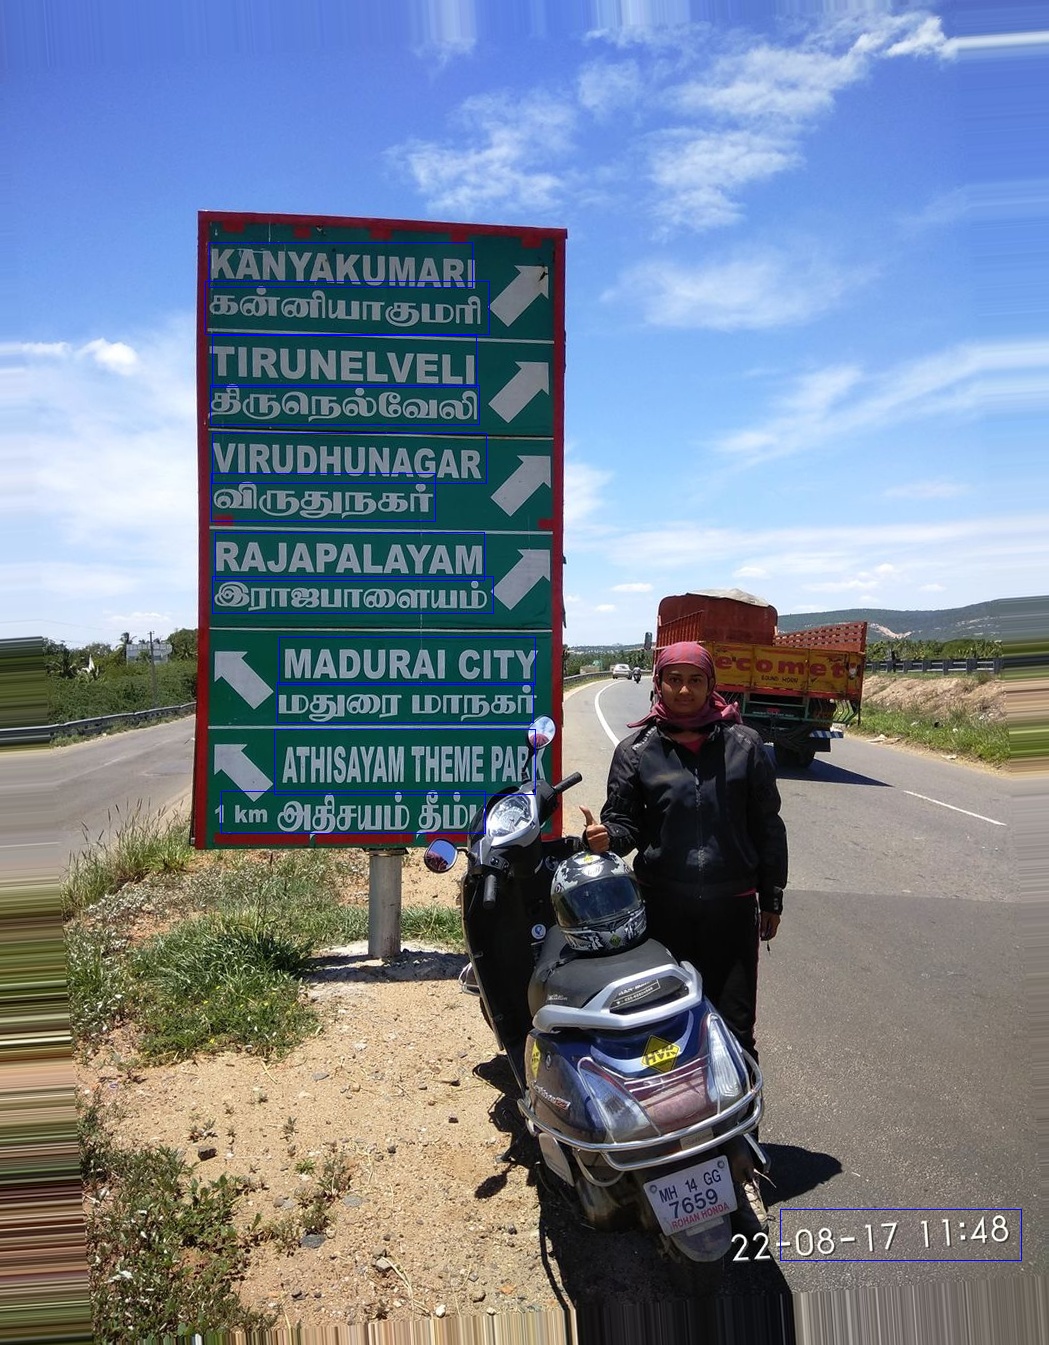 KANYAKUMARI
கன்னியாகுமரி
TIRUNELVELI
திருநெல்வேலி
VIRUDHUNAGAR
விருதுநகர்
RAJAPALAYAM
இராஜபாளையம்
MADURAI CITY
மதுரை மாநகர்
ATHISAYAM THEME PARK
1 km அதிசயம் தீம்
HVK
MH 14 GG
7659
ROHAN HONDA
22-08-17 11:48